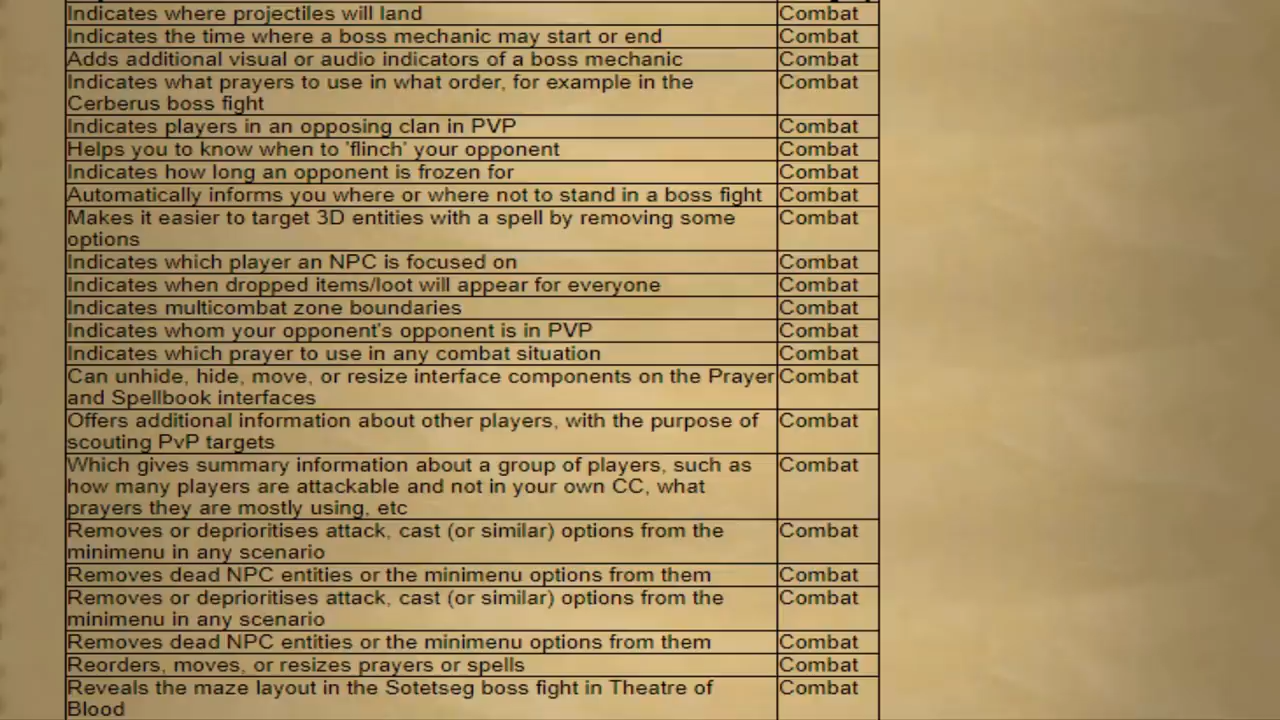 Indicates where projectiles will land Combat
Indicates the time where a boss mechanic may start or end Combat
Adds additional visual or audio indicators of a boss mechanic Combat
Indicates what prayers to use in what order, for example in the Combat
Cerberus boss fight
Indicates players in an opposing clan in PVP Combat
Helps you to know when to 'flinch' your opponent Combat
Indicates how long an opponent is frozen for Combat
Automatically informs you where or where not to stand in a boss fight Combat
Makes it easier to target 3D entities with a spell by removing some Combat
options
Indicates which player an NPC is focused on Combat
Indicates when dropped items/loot will appear for everyone Combat
Indicates multicombat zone boundaries Combat
Indicates whom your opponent's opponent is in PVP Combat
Indicates which prayer to use in any combat situation Combat
Can unhide, hide, move, or resize interface components on the Prayer Combat
and Spellbook interfaces
Offers additional information about other players, with the purpose of Combat
scouting PvP targets
Which gives summary information about a group of players, such as Combat
how many players are attackable and not in your own CC, what
prayers they are mostly using, etc
Removes or deprioritises attack, cast (or similar) options from the Combat
minimenu in any scenario
Removes dead NPC entities or the minimenu options from them Combat
Removes or deprioritises attack, cast (or similar) options from the Combat
minimenu in any scenario
Removes dead NPC entities or the minimenu options from them Combat
Reorders, moves, or resizes prayers or spells Combat
Reveals the maze layout in the Sotetseg boss fight in Theatre of Combat
Blood